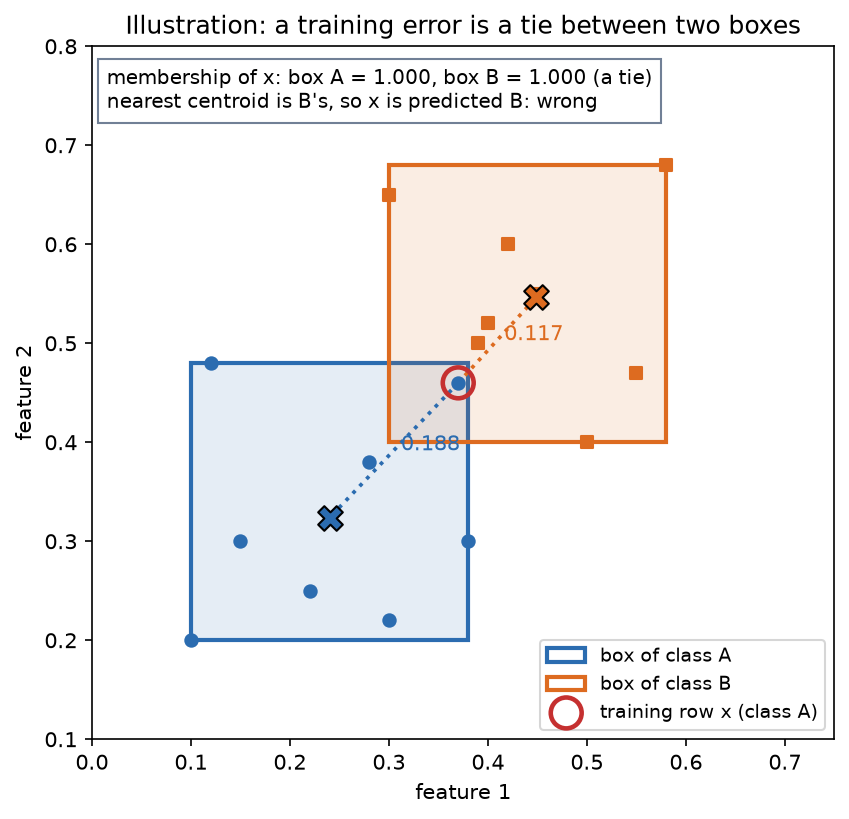 Illustration: a training error is a tie between two boxes
membership of x: box A = 1.000, box B = 1.000 (a tie)
nearest centroid is B's, so x is predicted B: wrong
0.8
0.7
0.6
0.5
0.4
0.3
0.2
0.1
feature 2
0.117
0.188
box of class A
box of class B
training row x (class A)
0.0 0.1 0.2 0.3 0.4 0.5 0.6 0.7
feature 1